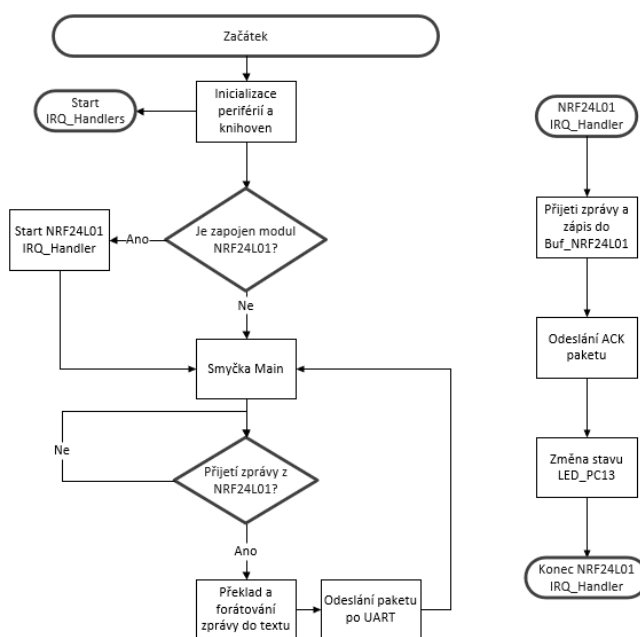 Začátek
Inicializace
periférií a
knihoven
Start
IRQ_Handlers
Je zapojen modul
NRF24L01?
Ano
Start NRF24L01
IRQ_Handler
Ne
Smyčka Main
Ne
Přijetí zprávy z
NRF24L01?
Ano
Překlad a
forátování
zprávy do textu
Odeslání paketu
po UART
NRF24L01
IRQ_Handler
Přijeti zprávy a
zápis do
Buf_NRF24L01
Odeslání ACK
paketu
Změna stavu
LED_PC13
Konec NRF24L01
IRQ_Handler